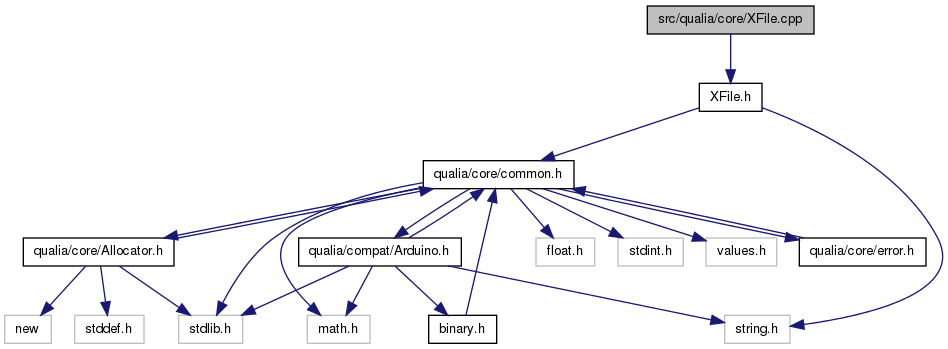 src/qualia/core/XFile.cpp
XFile.h
qualia/core/common.h
qualia/core/Allocator.h
qualia/compat/Arduino.h
float.h
stdint.h
values.h
qualia/core/error.h
new
stddef.h
stdlib.h
math.h
binary.h
string.h